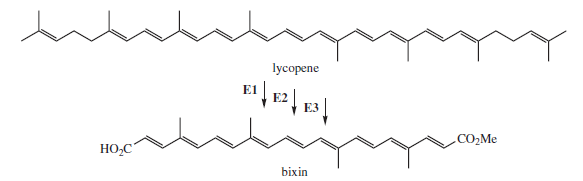 lycopene
E1 E2 E3
HO₂C CO₂Me
bixin